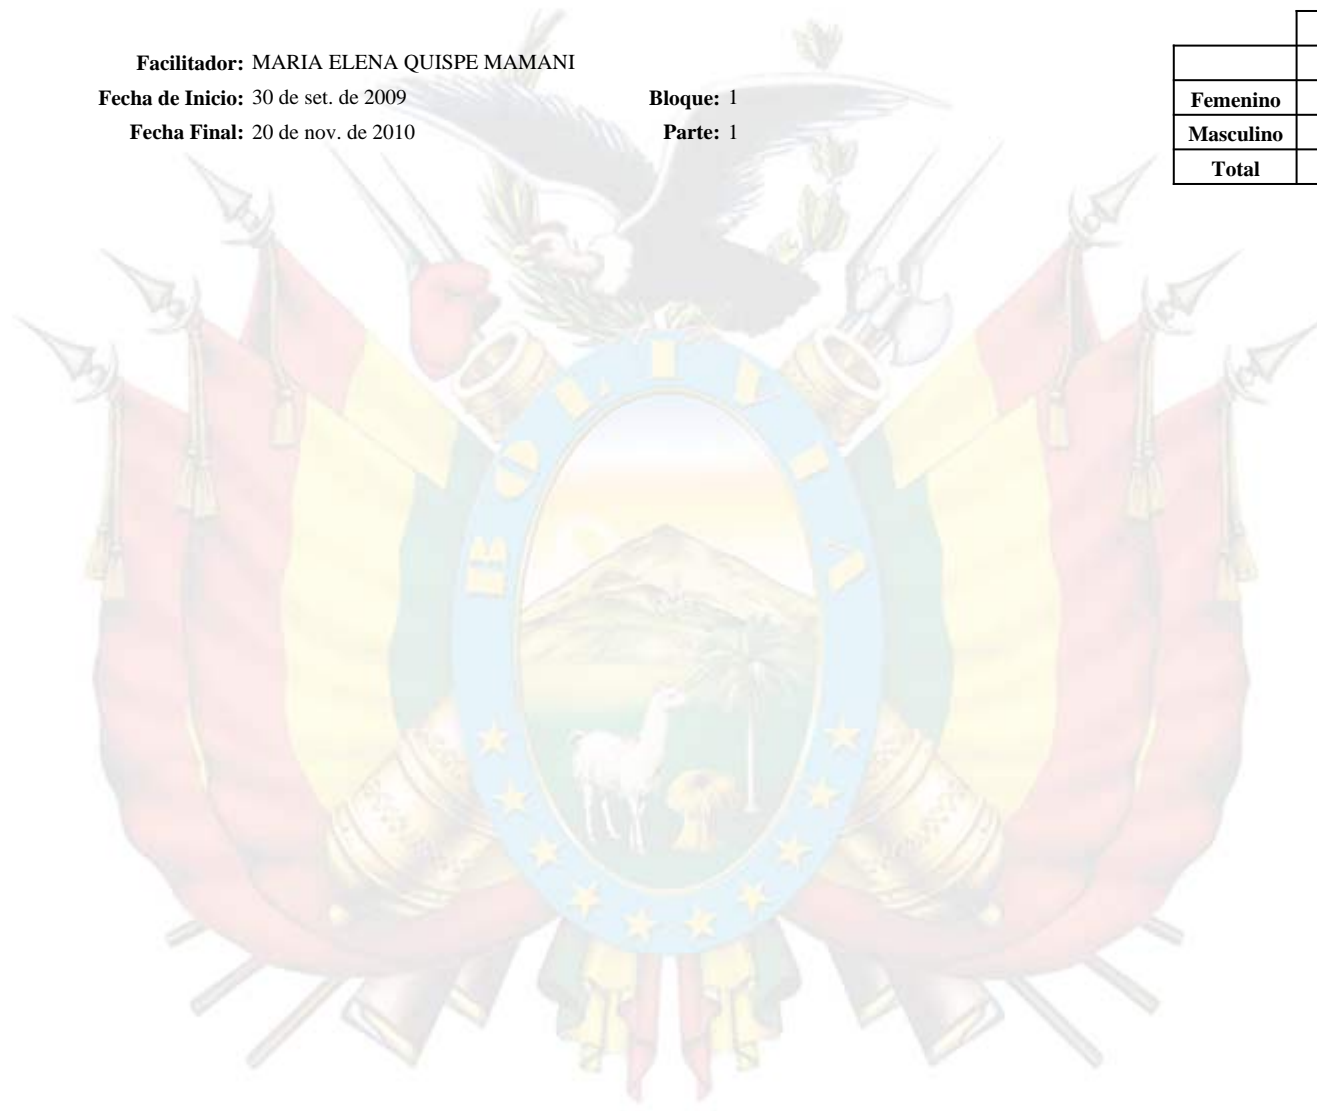 Facilitador: MARIA ELENA QUISPE MAMANI
Fecha de Inicio: 30 de set. de 2009 Bloque: 1
Fecha Final: 20 de nov. de 2010 Parte: 1
Femenino
Masculino
Total
BOLIVIA